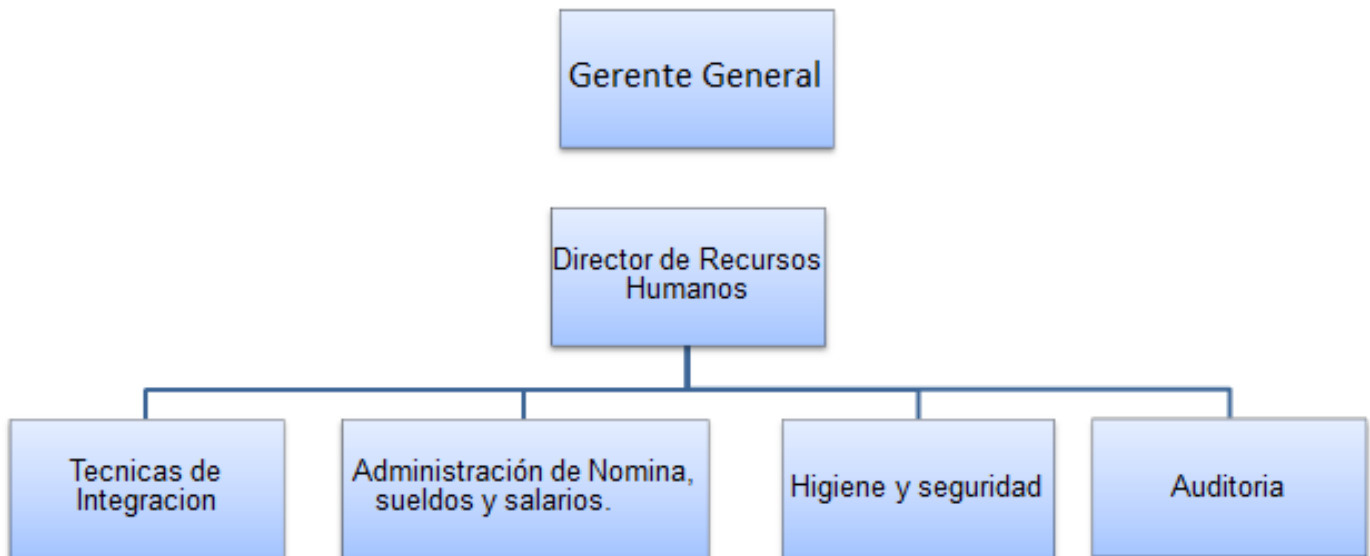 Gerente General
Director de Recursos
Humanos
Tecnicas de
Integracion
Administración de Nomina,
sueldos y salarios.
Higiene y seguridad
Auditoria